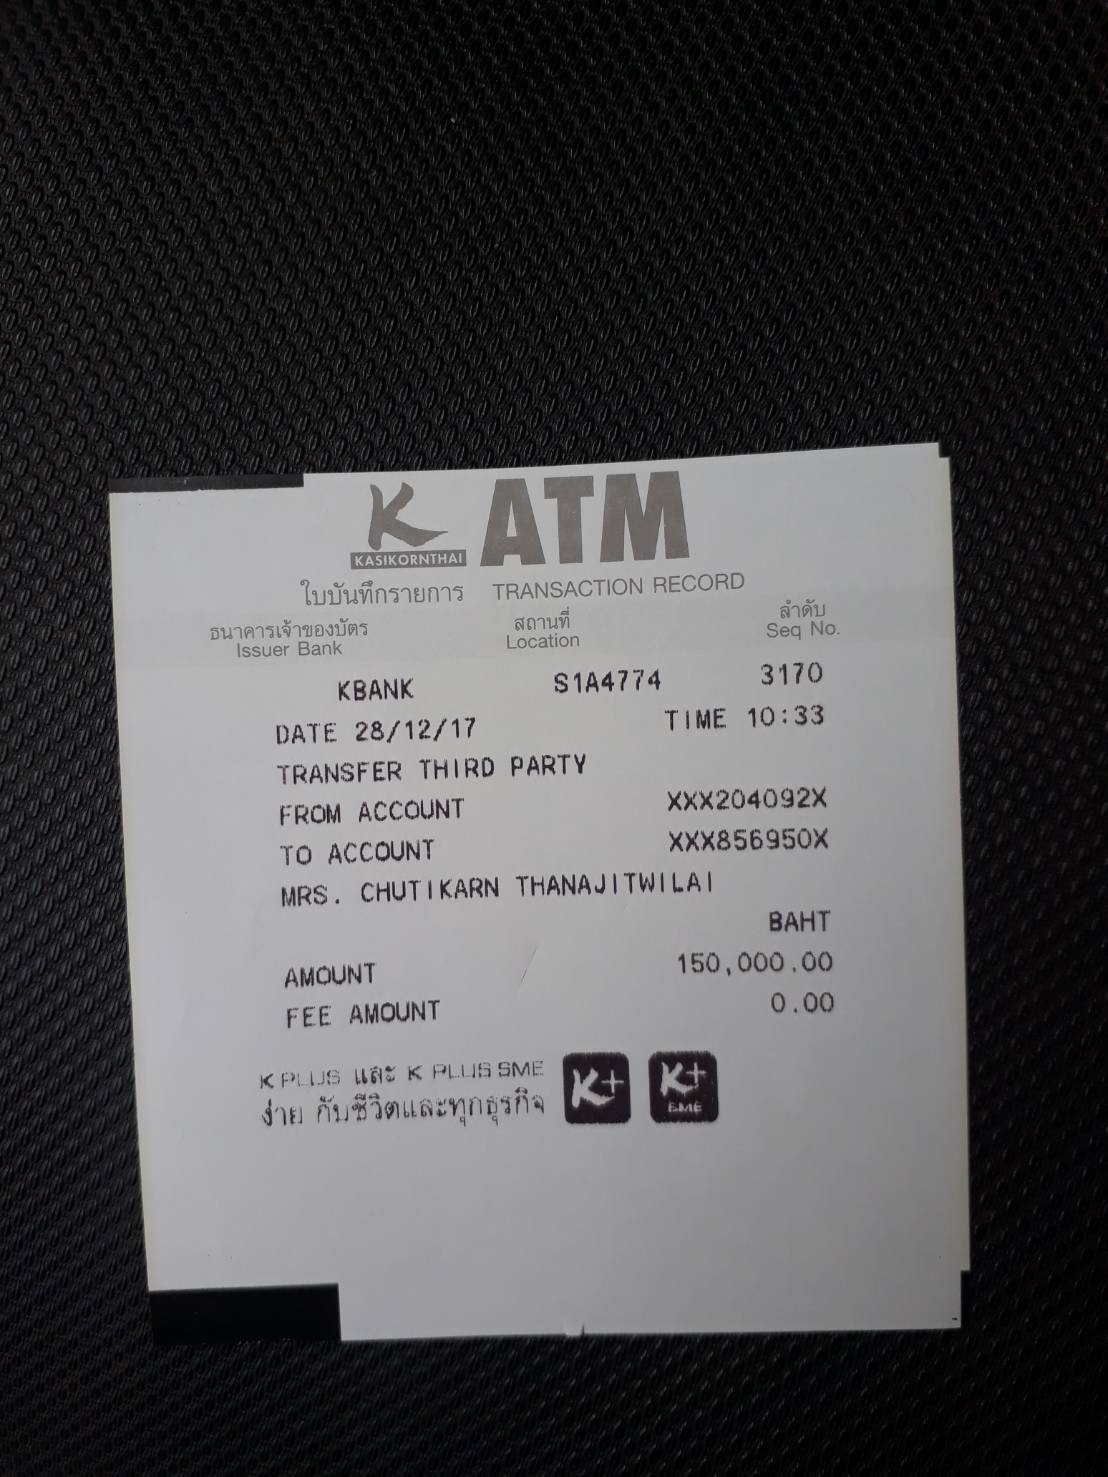 K ATM
KASIKORNTHAI
ใบบันทึกรายการ TRANSACTION RECORD
ธนาคารเจ้าของบัตร สถานที่ ลำดับ
Issuer Bank Location Seq No.
KBANK S1A4774 3170
DATE 28/12/17 TIME 10:33
TRANSFER THIRD PARTY
FROM ACCOUNT XXX204092X
TO ACCOUNT XXX856950X
MRS. CHUTIKARN THANAJITWILAI
BAHT
AMOUNT 150,000.00
FEE AMOUNT 0.00
K PLUS และ K PLUS SME K+ K+
ง่าย กับชีวิตและทุกธุรกิจ SME